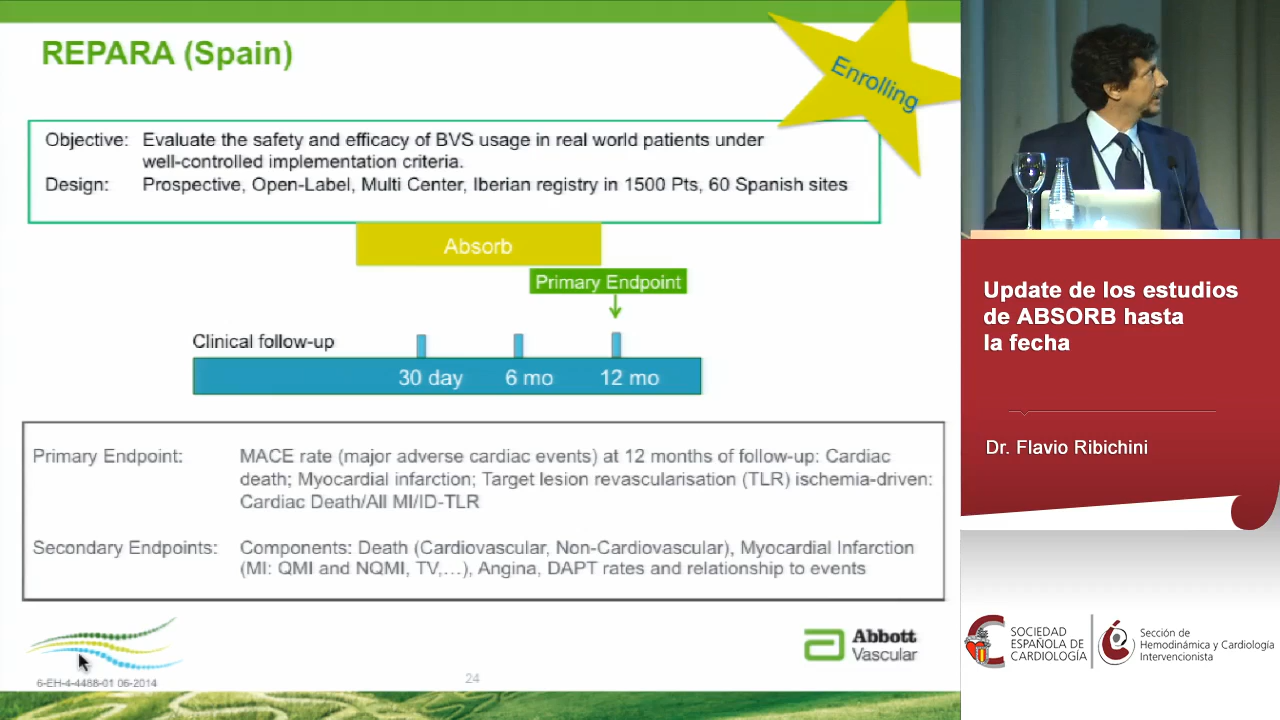 REPARA (Spain)
Enrolling
Objective: Evaluate the safety and efficacy of BVS usage in real world patients under
well-controlled implementation criteria.
Design: Prospective, Open-Label, Multi Center, Iberian registry in 1500 Pts, 60 Spanish sites
Absorb
Primary Endpoint
Clinical follow-up
30 day 6 mo 12 mo
Primary Endpoint: MACE rate (major adverse cardiac events) at 12 months of follow-up: Cardiac
death; Myocardial infarction; Target lesion revascularisation (TLR) ischemia-driven:
Cardiac Death/All MI/ID-TLR
Secondary Endpoints: Components: Death (Cardiovascular, Non-Cardiovascular), Myocardial Infarction
(MI: QMI and NQMI, TV,…), Angina, DAPT rates and relationship to events
Abbott
Vascular
6-EH-4-4488-01 06-2014
24
Update de los estudios
de ABSORB hasta
la fecha
Dr. Flavio Ribichini
SOCIEDAD
ESPAÑOLA DE
CARDIOLOGÍA
Sección de
Hemodinámica y Cardiología
Intervencionista